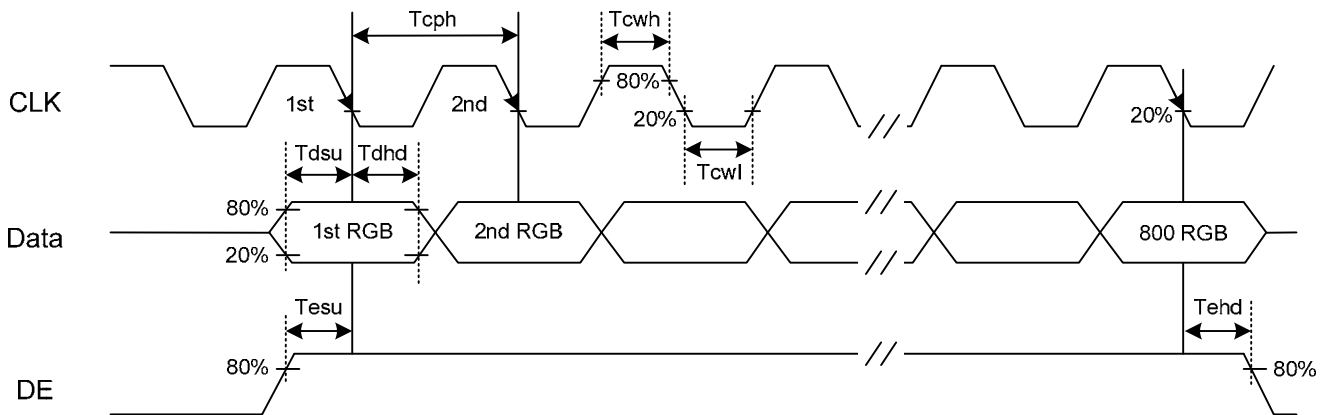 Tcph
Tcwh
CLK
1st
2nd
80%
20%
20%
Tcwl
Tdsu
Tdhd
Data
80%
20%
1st RGB
2nd RGB
800 RGB
Tesu
Tehd
DE
80%
80%